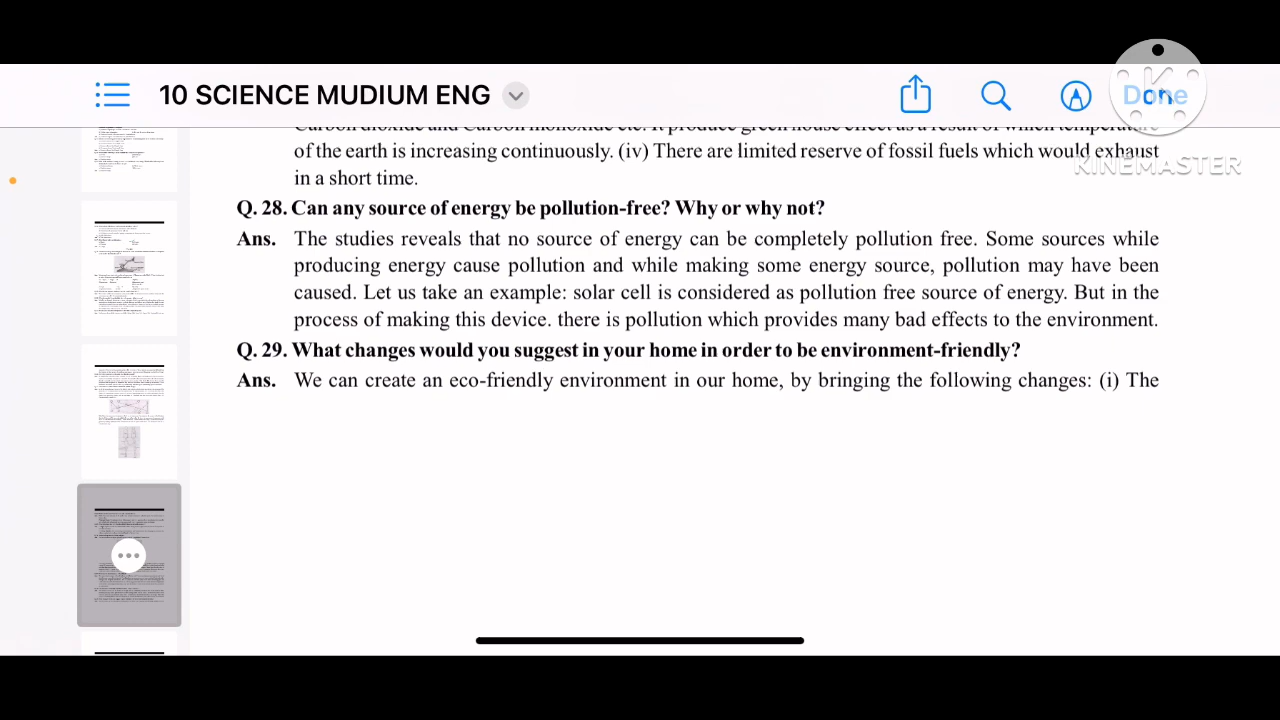 10 SCIENCE MUDIUM ENG
Done
KINEMASTER
of the earth is increasing continuously. (iv) There are limited reserve of fossil fuels which would exhaust
in a short time.
Q. 28. Can any source of energy be pollution-free? Why or why not?
Ans. The studies reveals that no source of energy can be completely pollution free. Some sources while
producing energy cause pollution and while making some energy source, pollution may have been
caused. Let us take an example: solar cell is considered as pollution free source of energy. But in the
process of making this device. there is pollution which provides many bad effects to the environment.
Q. 29. What changes would you suggest in your home in order to be environment-friendly?
Ans. We can create an eco-friendly environment in our home, by bringing the following changes: (i) The